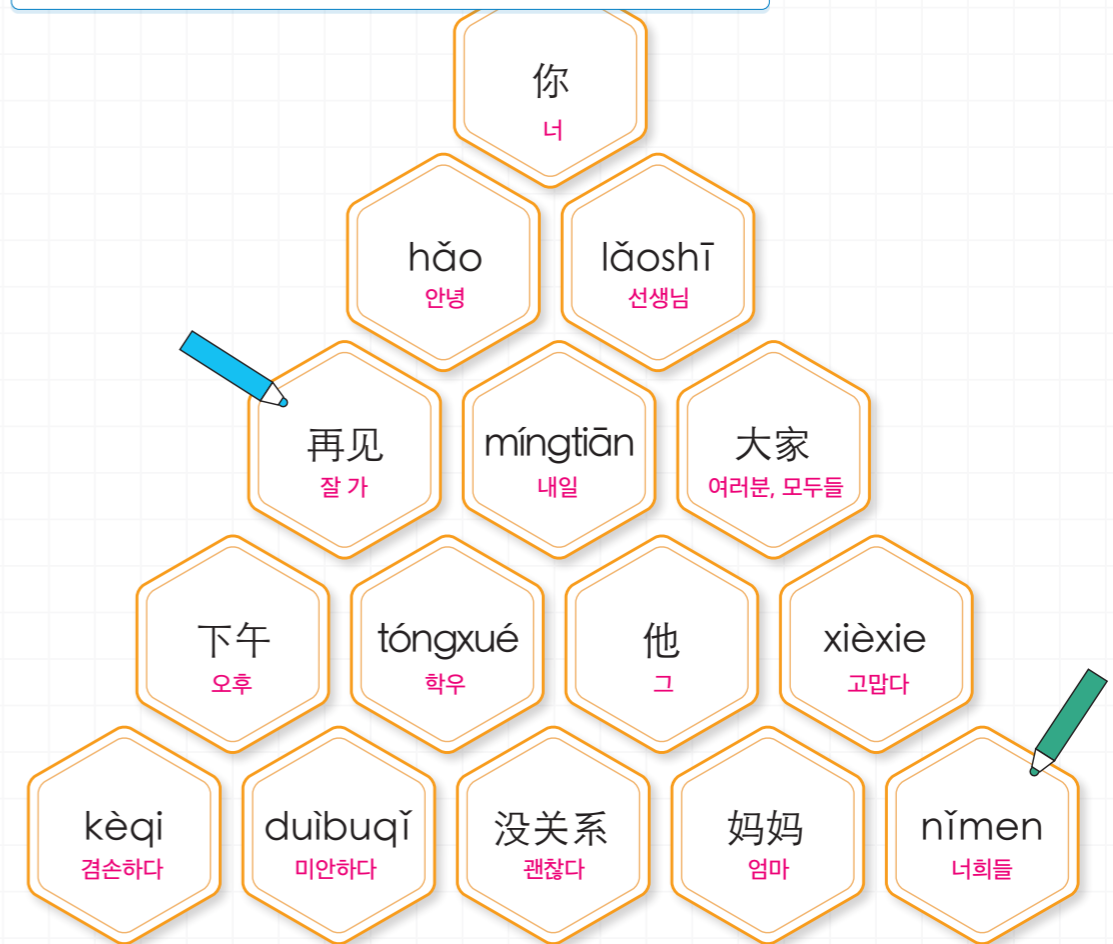 你
너
hǎo
안녕
lǎoshī
선생님
再见
잘 가
míngtiān
내일
大家
여러분, 모두들
下午
오후
tóngxué
학우
他
그
xièxie
고맙다
kèqi
겸손하다
duìbuqǐ
미안하다
没关系
괜찮다
妈妈
엄마
nǐmen
너희들